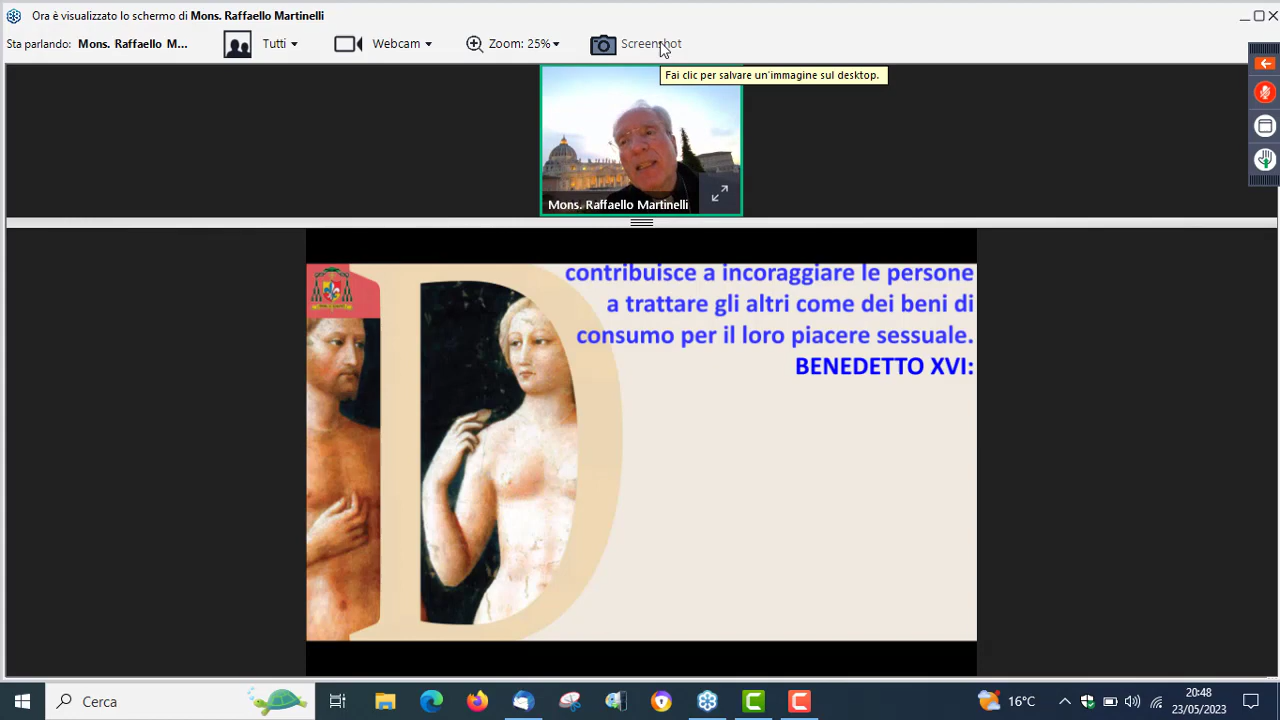 Ora è visualizzato lo schermo di Mons. Raffaello Martinelli
Sta parlando: Mons. Raffaello M...
Tutti
Webcam
Zoom: 25%
Screenshot
Fai clic per salvare un'immagine sul desktop.
Mons. Raffaello Martinelli
contribuisce a incoraggiare le persone
a trattare gli altri come dei beni di
consumo per il loro piacere sessuale.
BENEDETTO XVI:
Cerca
16°C
20:48
23/05/2023